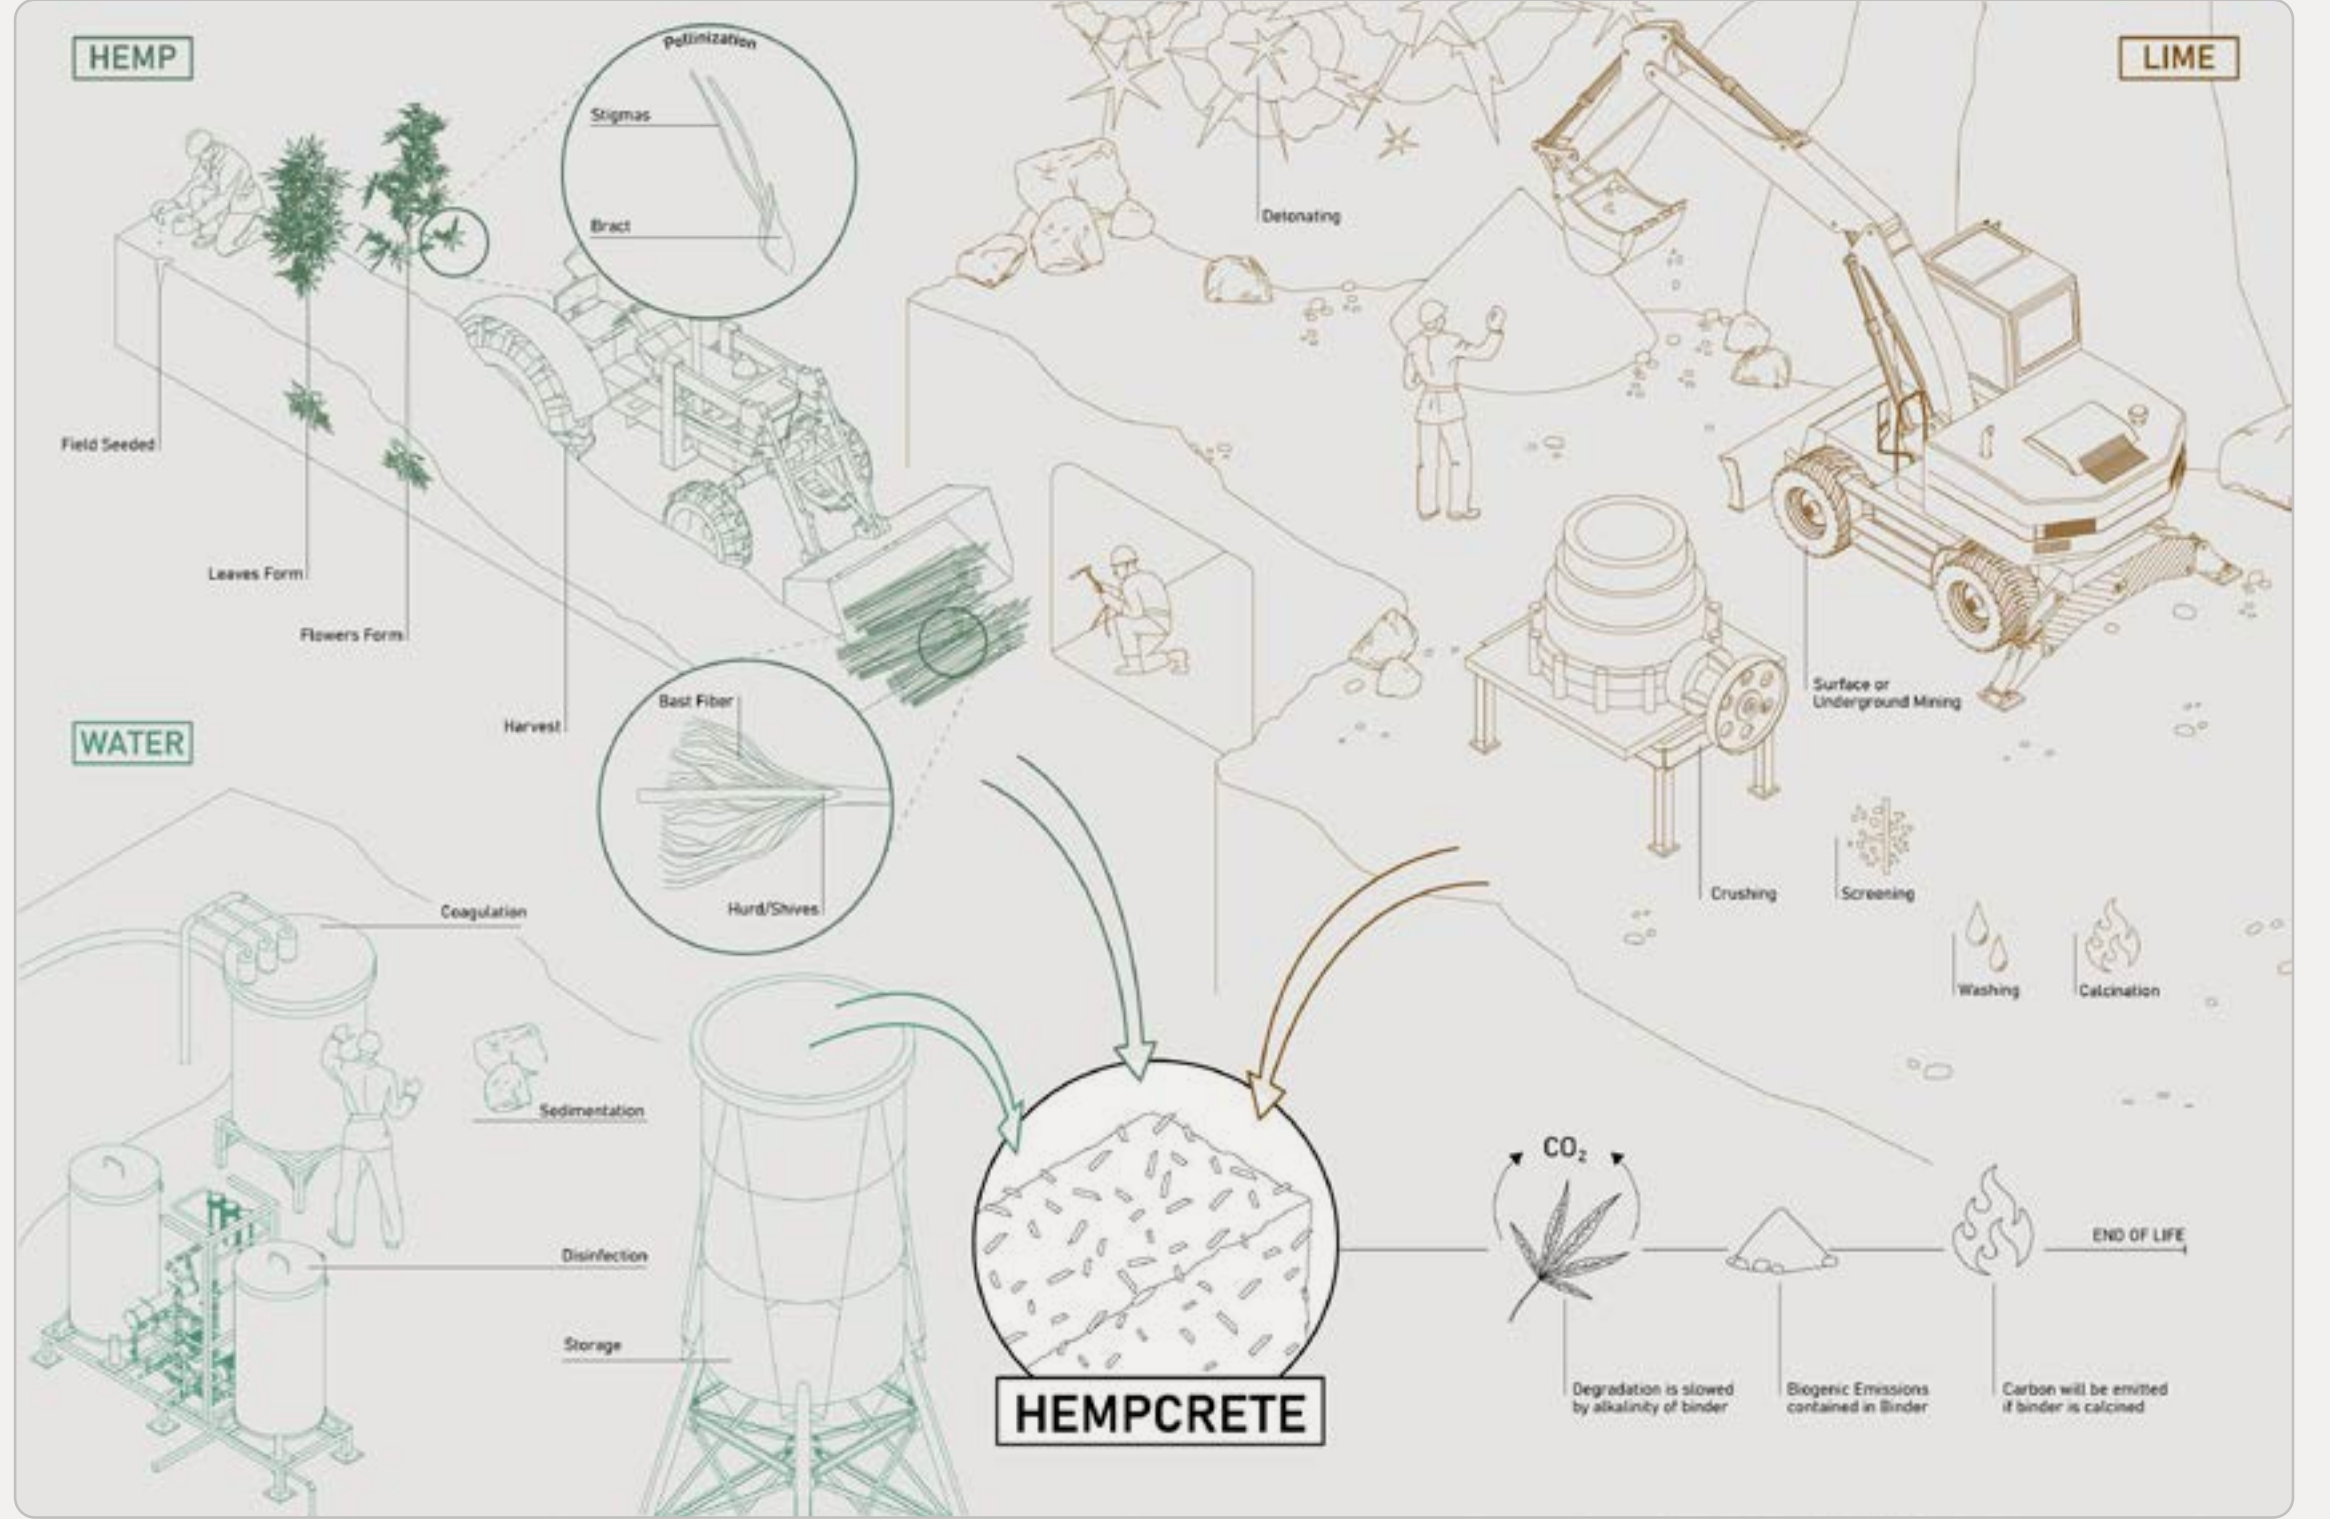 HEMP
Pollinization
Stigmas
Bract
Field Seeded
Leaves Form
Flowers Form
Harvest
Bast Fiber
Hurd/Shives
LIME
Detonating
Surface or
Underground Mining
Crushing
Screening
Washing
Calcination
WATER
Coagulation
Sedimentation
Disinfection
Storage
HEMPCRETE
CO₂
END OF LIFE
Degradation is slowed
by alkalinity of binder
Biogenic Emissions
contained in Binder
Carbon will be emitted
if binder is calcined